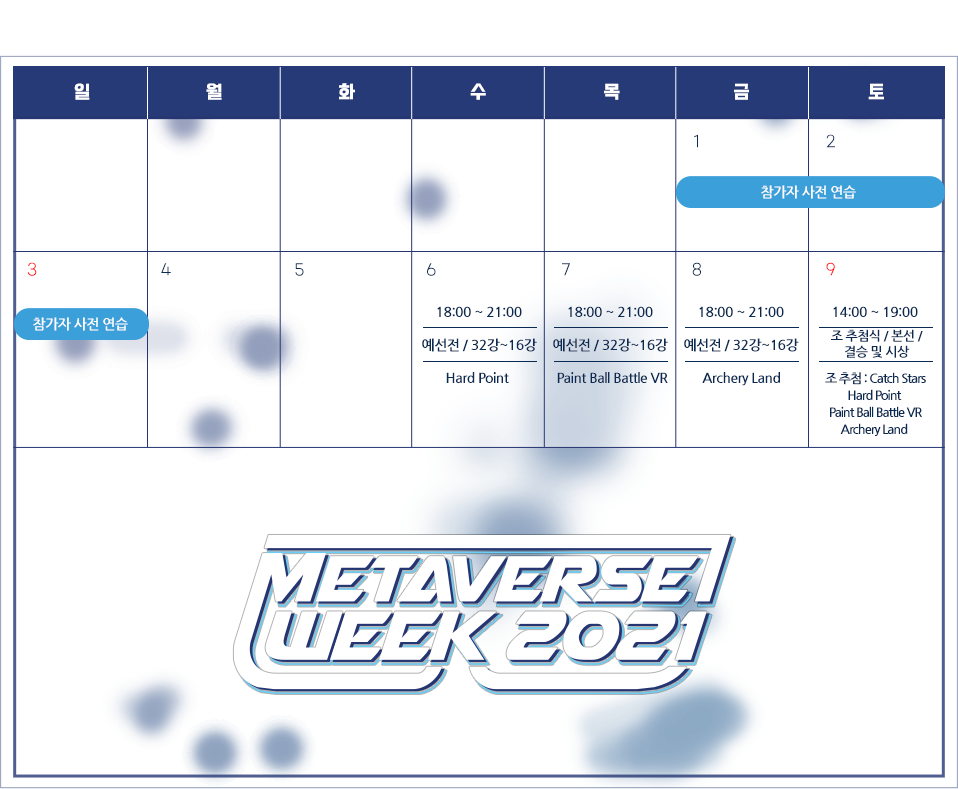 일 월 화 수 목 금 토
1 2
참가자 사전 연습
3 4 5 6 7 8 9
참가자 사전 연습
18:00 ~ 21:00
예선전 / 32강~16강
Hard Point
18:00 ~ 21:00
예선전 / 32강~16강
Paint Ball Battle VR
18:00 ~ 21:00
예선전 / 32강~16강
Archery Land
14:00 ~ 19:00
조 추첨식 / 본선 /
결승 및 시상
조 추첨 : Catch Stars
Hard Point
Paint Ball Battle VR
Archery Land
METAVERSE
WEEK 2021